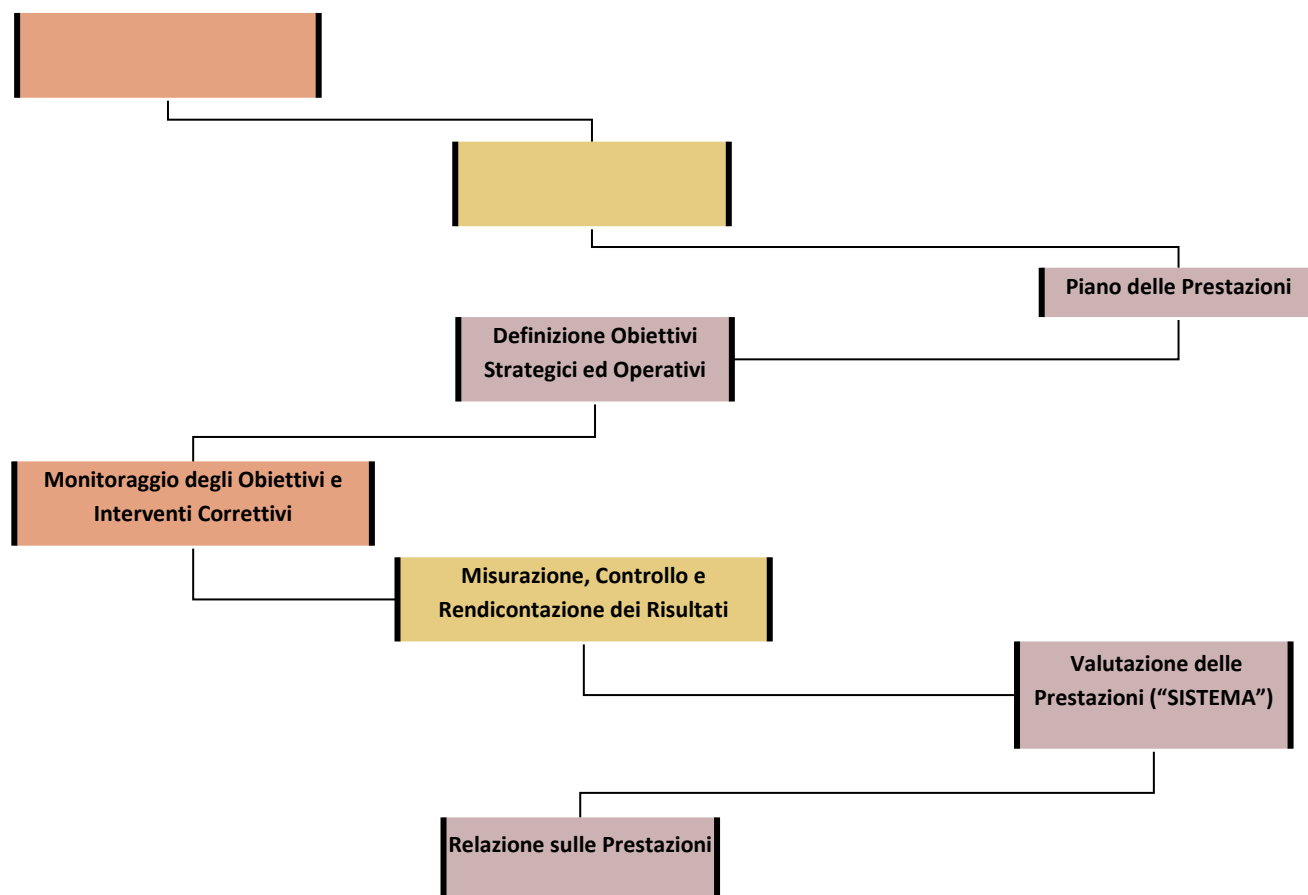 Piano delle Prestazioni
Definizione Obiettivi
Strategici ed Operativi
Monitoraggio degli Obiettivi e
Interventi Correttivi
Misurazione, Controllo e
Rendicontazione dei Risultati
Valutazione delle
Prestazioni (“SISTEMA”)
Relazione sulle Prestazioni